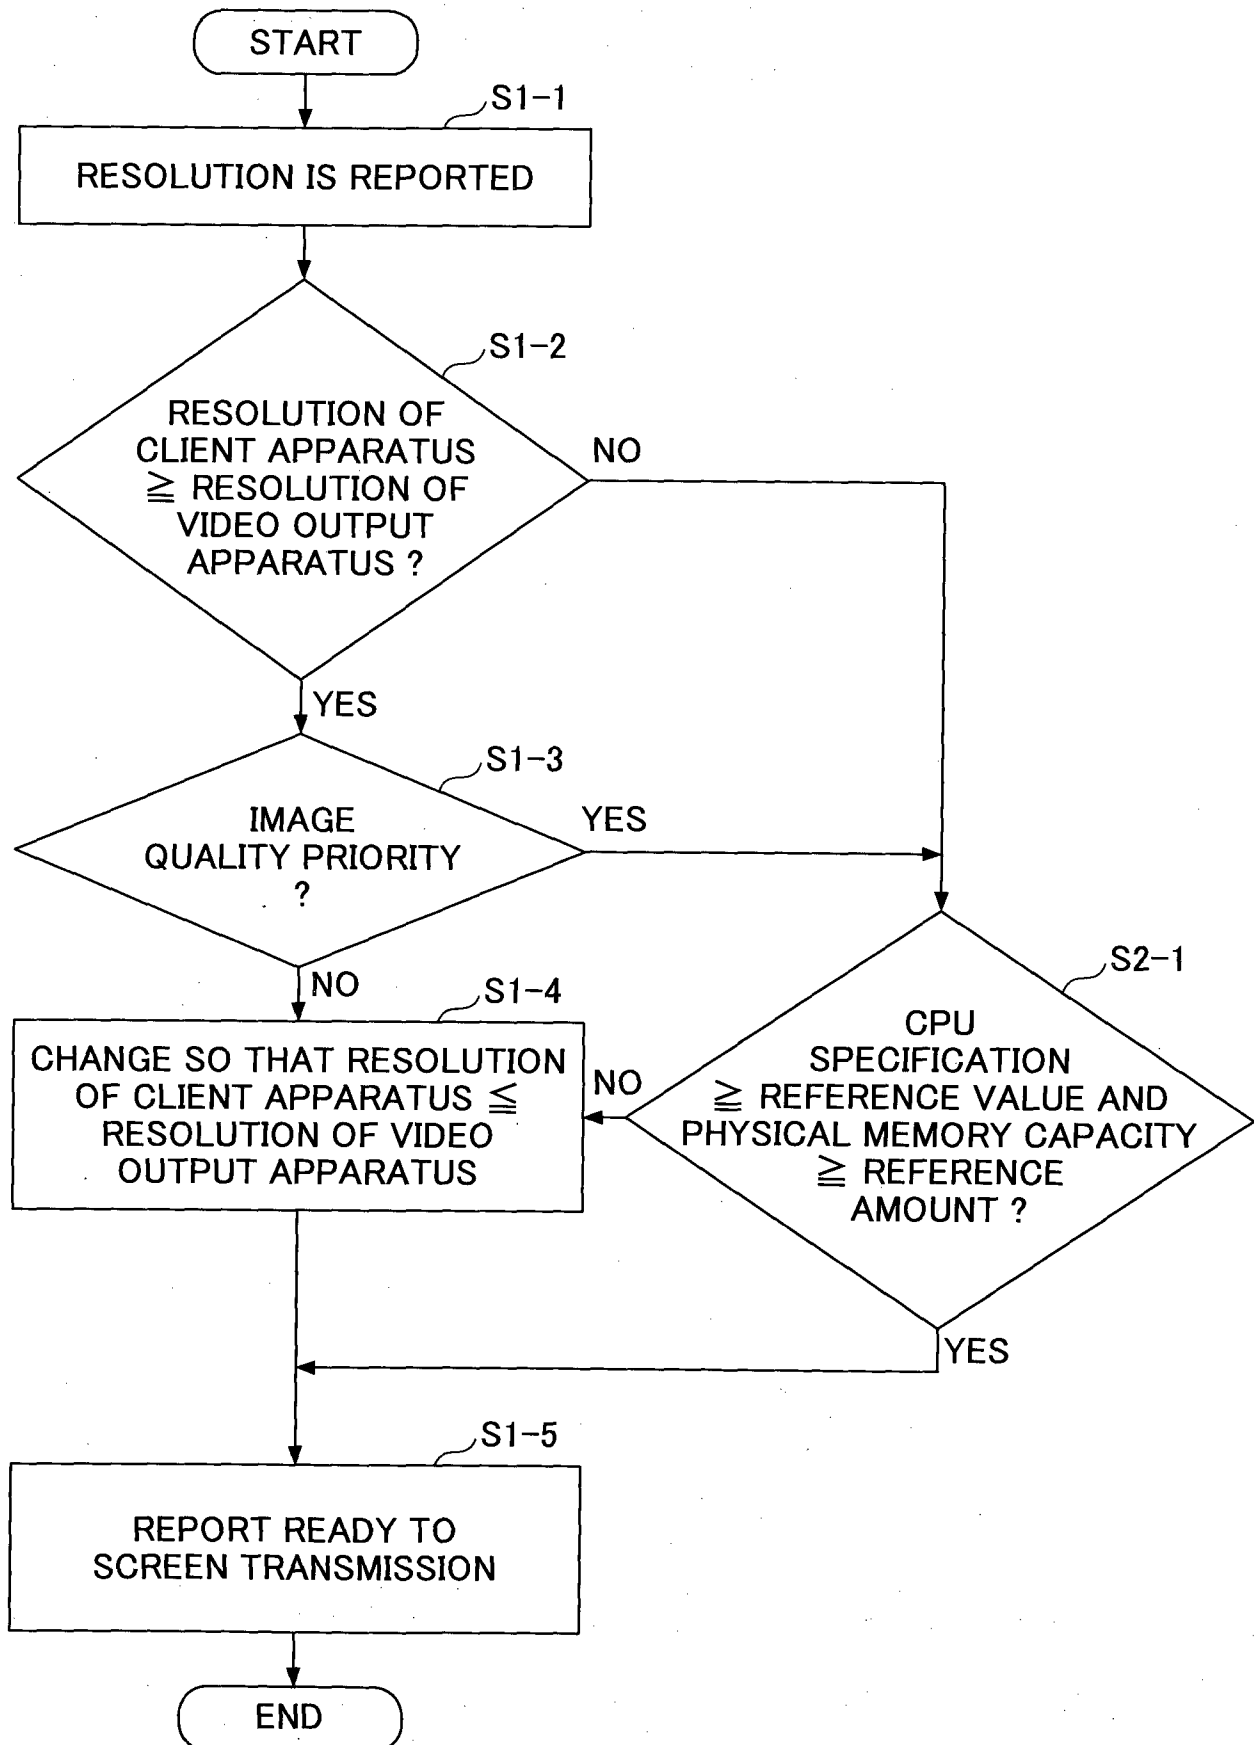 START
S1-1
RESOLUTION IS REPORTED
S1-2
RESOLUTION OF
CLIENT APPARATUS
≧ RESOLUTION OF
VIDEO OUTPUT
APPARATUS ?
NO
YES
S1-3
IMAGE
QUALITY PRIORITY
?
YES
NO
S1-4
CHANGE SO THAT RESOLUTION
OF CLIENT APPARATUS ≦
RESOLUTION OF VIDEO
OUTPUT APPARATUS
S2-1
CPU
SPECIFICATION
≧ REFERENCE VALUE AND
PHYSICAL MEMORY CAPACITY
≧ REFERENCE
AMOUNT ?
NO
YES
S1-5
REPORT READY TO
SCREEN TRANSMISSION
END